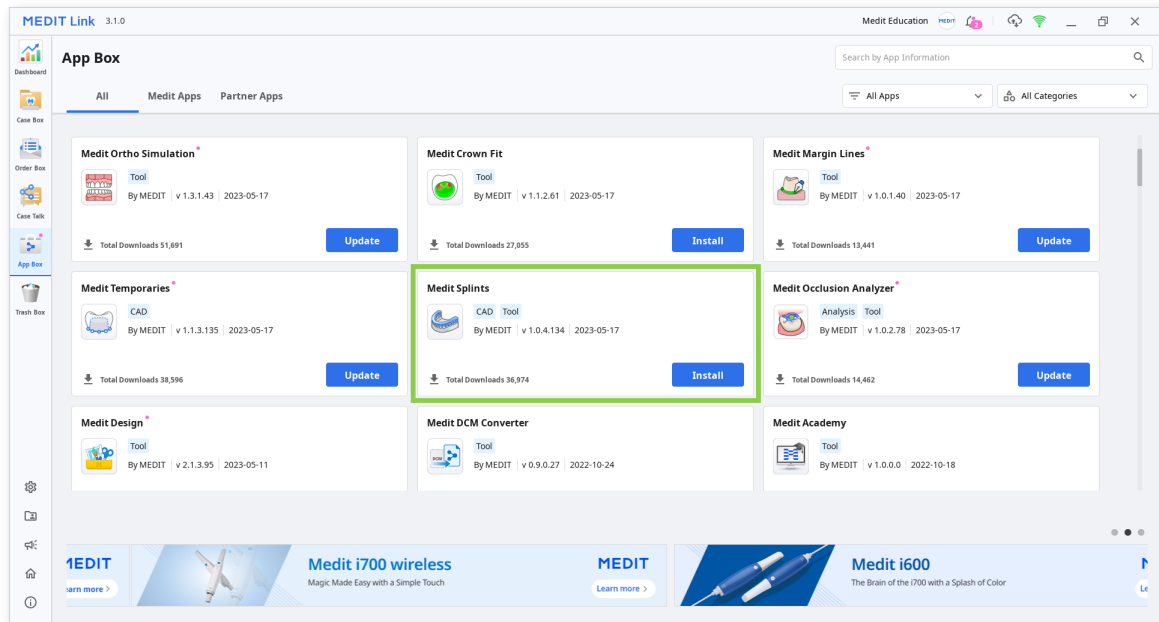 MEDIT Link 3.1.0
Medit Education MEDIT 2
Dashboard
Case Box
Order Box
Case Talk
App Box
Trash Box
App Box
Search by App Information
All Medit Apps Partner Apps
All Apps All Categories
Medit Ortho Simulation
Tool
By MEDIT v 1.3.1.43 2023-05-17
Total Downloads 51,691
Update
Medit Crown Fit
Tool
By MEDIT v 1.1.2.61 2023-05-17
Total Downloads 27,055
Install
Medit Margin Lines
Tool
By MEDIT v 1.0.1.40 2023-05-17
Total Downloads 13,441
Update
Medit Temporaries
CAD
By MEDIT v 1.1.3.135 2023-05-17
Total Downloads 38,596
Update
Medit Splints
CAD Tool
By MEDIT v 1.0.4.134 2023-05-17
Total Downloads 36,974
Install
Medit Occlusion Analyzer
Analysis Tool
By MEDIT v 1.0.2.78 2023-05-17
Total Downloads 14,462
Update
Medit Design
Tool
By MEDIT v 2.1.3.95 2023-05-11
Medit DCM Converter
DCM
Tool
By MEDIT v 0.9.0.27 2022-10-24
Medit Academy
Tool
By MEDIT v 1.0.0.0 2022-10-18
MEDIT
earn more >
Medit i700 wireless
Magic Made Easy with a Simple Touch
MEDIT
Learn more >
Medit i600
The Brain of the i700 with a Splash of Color
Le